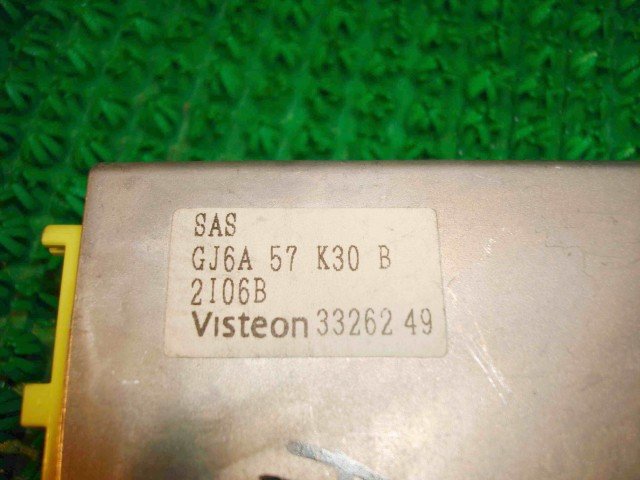 SAS
GJ6A 57 K30 B
2I06B
Visteon 33262 49